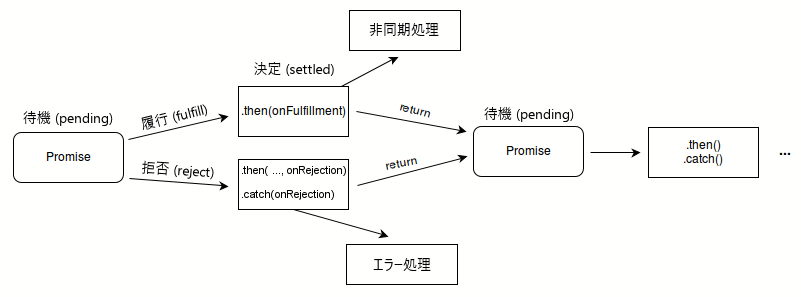 非同期処理
決定 (settled)
待機 (pending)
履行 (fulfill)
.then(onFulfillment)
return
待機 (pending)
Promise
Promise
.then()
.catch()
...
拒否 (reject)
.then( ..., onRejection)
.catch(onRejection)
return
エラー処理